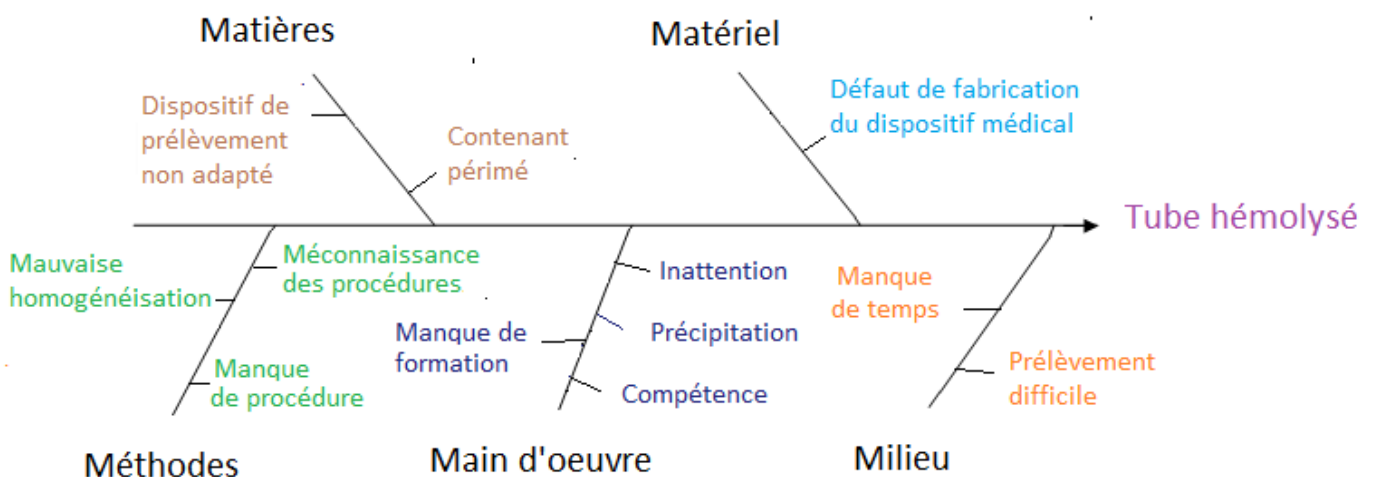 Matières
Matériel
Dispositif de
prélèvement
non adapté
Contenant
périmé
Défaut de fabrication
du dispositif médical
Tube hémolysé
Mauvaise
homogénéisation
Méconnaissance
des procédures
Manque
de procédure
Inattention
Manque de
formation
Précipitation
Compétence
Manque
de temps
Prélèvement
difficile
Méthodes
Main d'oeuvre
Milieu